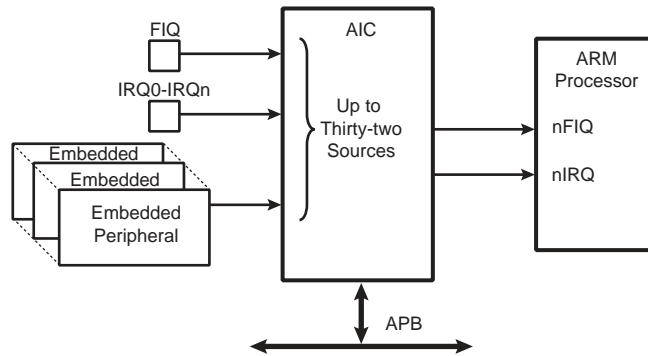 FIQ
IRQ0-IRQn
Embedded
Embedded
Embedded
Peripheral
AIC
Up to
Thirty-two
Sources
ARM
Processor
nFIQ
nIRQ
APB